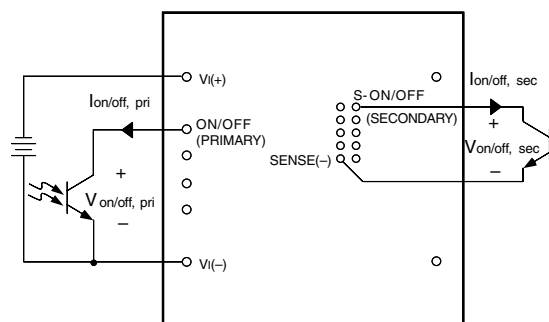 VI(+)
Ion/off, pri
ON/OFF
(PRIMARY)
+
Von/off, pri
–
VI(–)
S-ON/OFF
(SECONDARY)
SENSE(–)
Ion/off, sec
+
Von/off, sec
–